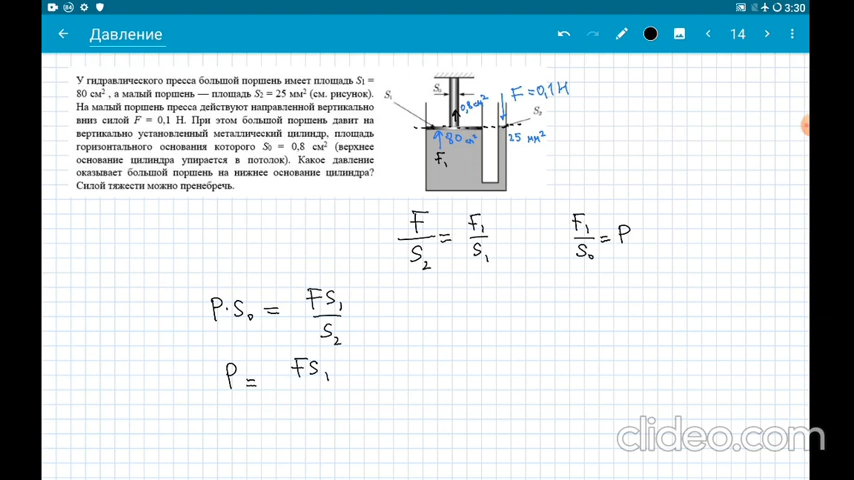 84
3:30
Давление
14
У гидравлического пресса большой поршень имеет площадь S₁ =
80 см² , а малый поршень — площадь S₂ = 25 мм² (см. рисунок).
На малый поршень пресса действуют направленной вертикально
вниз силой F = 0,1 Н. При этом большой поршень давит на
вертикально установленный металлический цилиндр, площадь
горизонтального основания которого S₀ = 0,8 см² (верхнее
основание цилиндра упирается в потолок). Какое давление
оказывает большой поршень на нижнее основание цилиндра?
Силой тяжести можно пренебречь.
S₀
S₁
0,8 см²
F = 0,1 Н
S₂
80 см²
25 мм²
F₁
F/S₂ = F₁/S₁
F₁/S₀ = P
P·S₀ = FS₁/S₂
P = FS₁
clideo.com